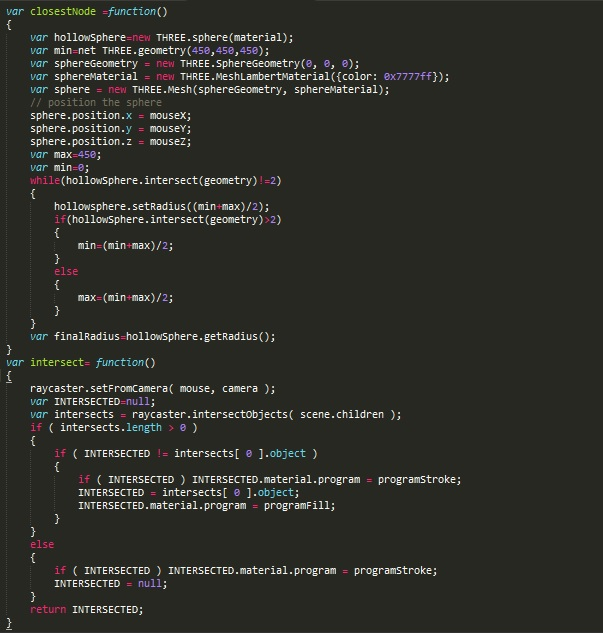 var closestNode =function()
{
var hollowSphere=new THREE.sphere(material);
var min=net THREE.geometry(450,450,450);
var sphereGeometry = new THREE.SphereGeometry(0, 0, 0);
var sphereMaterial = new THREE.MeshLambertMaterial({color: 0x7777ff});
var sphere = new THREE.Mesh(sphereGeometry, sphereMaterial);
// position the sphere
sphere.position.x = mouseX;
sphere.position.y = mouseY;
sphere.position.z = mouseZ;
var max=450;
var min=0;
while(hollowSphere.intersect(geometry)!=2)
{
hollowsphere.setRadius((min+max)/2);
if(hollowSphere.intersect(geometry)>2)
{
min=(min+max)/2;
}
else
{
max=(min+max)/2;
}
}
var finalRadius=hollowSphere.getRadius();
}
var intersect= function()
{
raycaster.setFromCamera( mouse, camera );
var INTERSECTED=null;
var intersects = raycaster.intersectObjects( scene.children );
if ( intersects.length > 0 )
{
if ( INTERSECTED != intersects[ 0 ].object )
{
if ( INTERSECTED ) INTERSECTED.material.program = programStroke;
INTERSECTED = intersects[ 0 ].object;
INTERSECTED.material.program = programFill;
}
}
else
{
if ( INTERSECTED ) INTERSECTED.material.program = programStroke;
INTERSECTED = null;
}
return INTERSECTED;
}